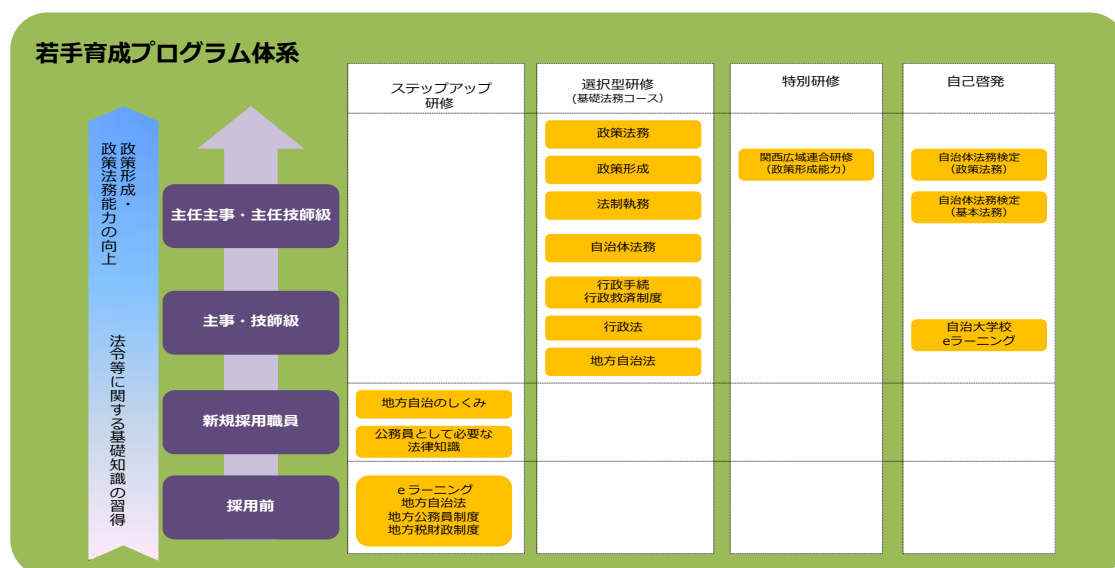 若手育成プログラム体系
政策形成・
政策法務能力の向上
法令等に関する基礎知識の習得
主任主事・主任技師級
主事・技師級
新規採用職員
採用前
ステップアップ
研修
地方自治のしくみ
公務員として必要な
法律知識
eラーニング
地方自治法
地方公務員制度
地方税財政制度
選択型研修
(基礎法務コース)
政策法務
政策形成
法制執務
自治体法務
行政手続
行政救済制度
行政法
地方自治法
特別研修
関西広域連合研修
(政策形成能力)
自己啓発
自治体法務検定
(政策法務)
自治体法務検定
(基本法務)
自治大学校
eラーニング